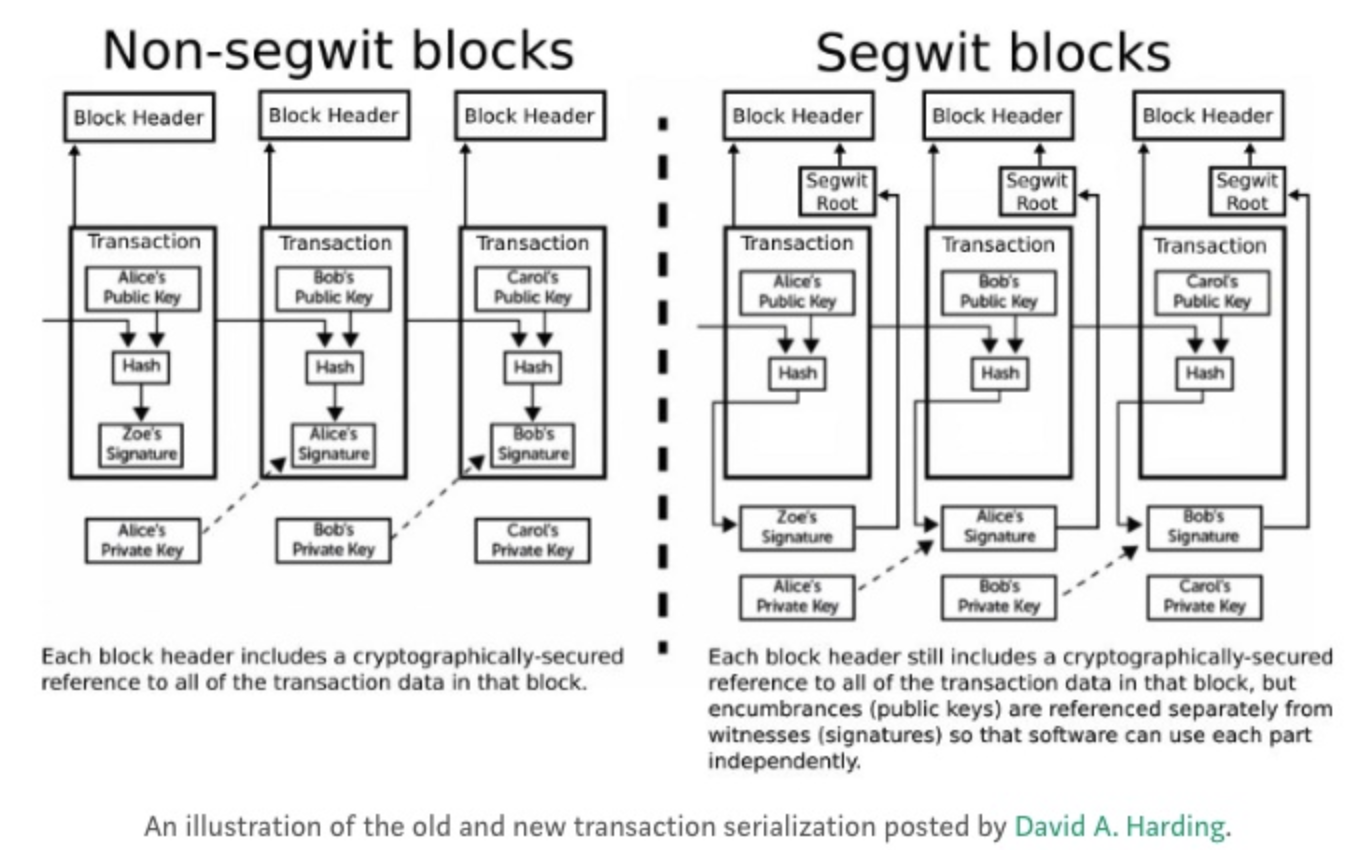 Non-segwit blocks
Block Header
Block Header
Block Header
Transaction
Alice's
Public Key
Hash
Zoe's
Signature
Alice's
Private Key
Transaction
Bob's
Public Key
Hash
Alice's
Signature
Bob's
Private Key
Transaction
Carol's
Public Key
Hash
Bob's
Signature
Carol's
Private Key
Each block header includes a cryptographically-secured
reference to all of the transaction data in that block.
Segwit blocks
Block Header
Block Header
Block Header
Segwit
Root
Segwit
Root
Segwit
Root
Transaction
Alice's
Public Key
Hash
Zoe's
Signature
Alice's
Private Key
Transaction
Bob's
Public Key
Hash
Alice's
Signature
Bob's
Private Key
Transaction
Carol's
Public Key
Hash
Bob's
Signature
Carol's
Private Key
Each block header still includes a cryptographically-secured
reference to all of the transaction data in that block, but
encumbrances (public keys) are referenced separately from
witnesses (signatures) so that software can use each part
independently.
An illustration of the old and new transaction serialization posted by David A. Harding.